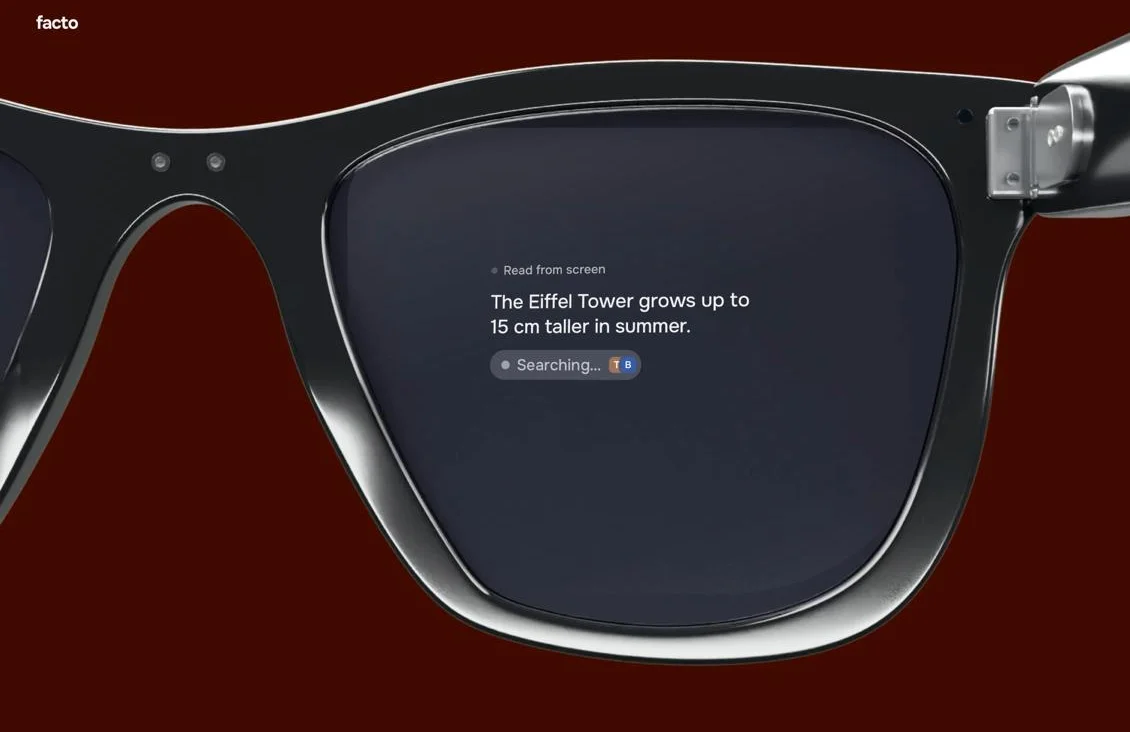 facto
Read from screen
The Eiffel Tower grows up to
15 cm taller in summer.
Searching... T B